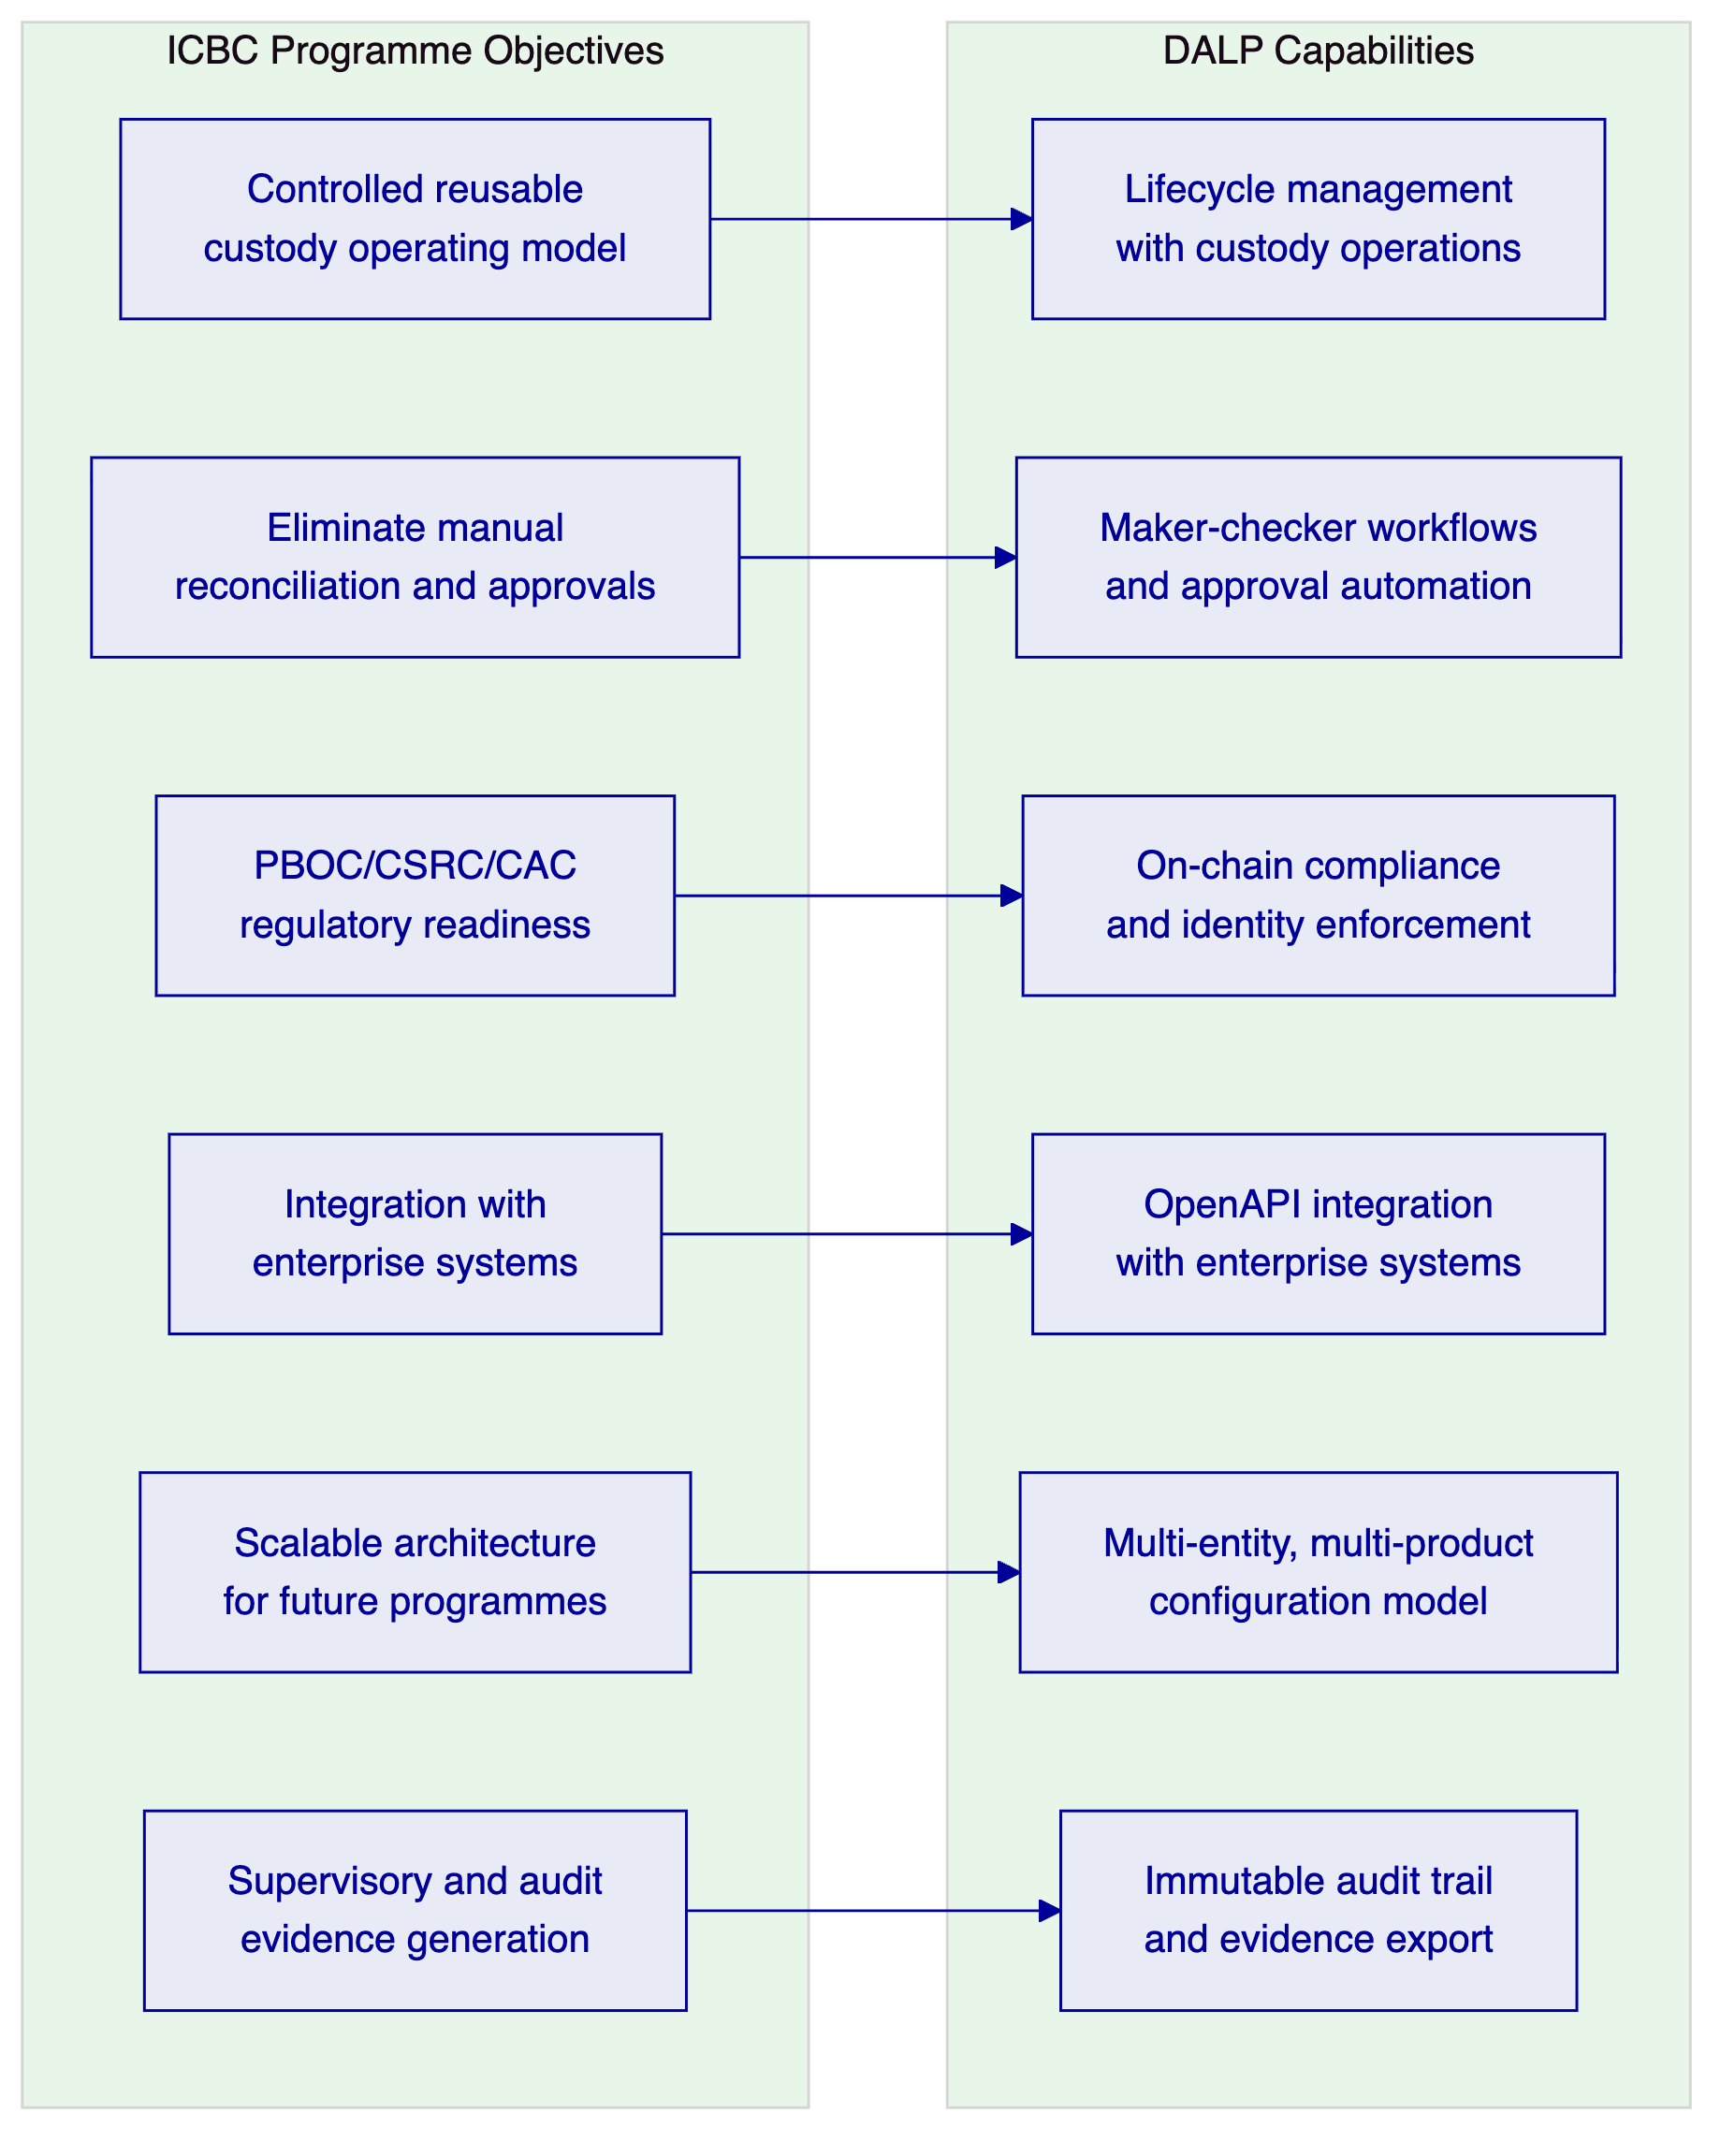 ICBC Programme Objectives
Controlled reusable
custody operating model
Eliminate manual
reconciliation and approvals
PBOC/CSRC/CAC
regulatory readiness
Integration with
enterprise systems
Scalable architecture
for future programmes
Supervisory and audit
evidence generation
DALP Capabilities
Lifecycle management
with custody operations
Maker-checker workflows
and approval automation
On-chain compliance
and identity enforcement
OpenAPI integration
with enterprise systems
Multi-entity, multi-product
configuration model
Immutable audit trail
and evidence export